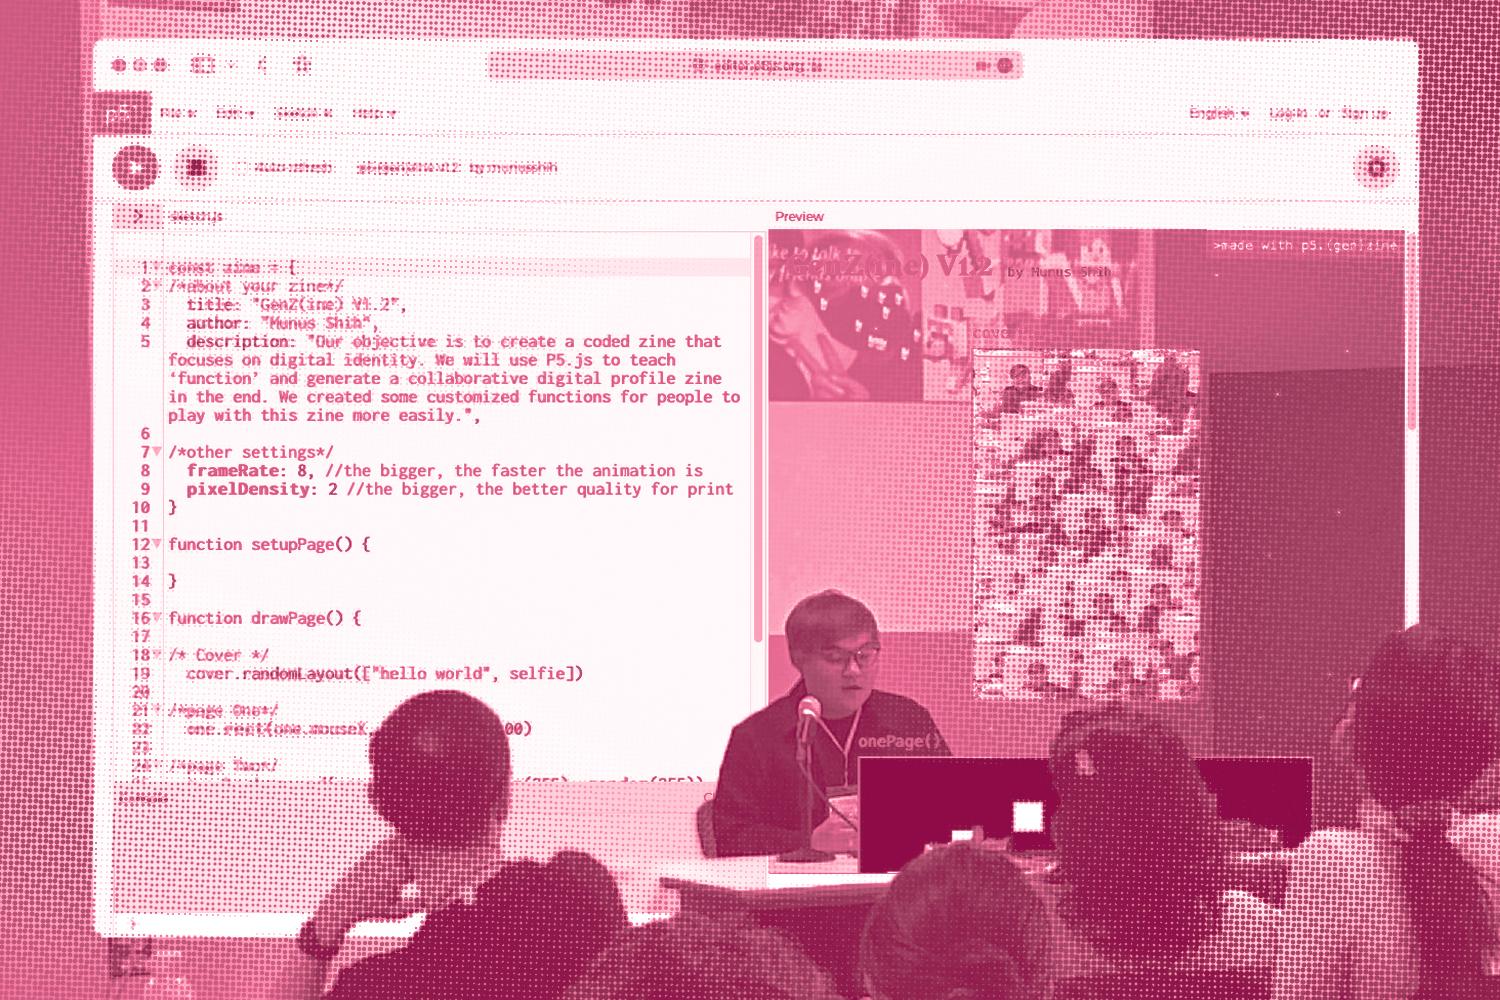 editor.p5js.org
p5*
File Edit Sketch Help English Log in or Sign up
Auto-refresh by munusshih
sketch.js Preview
>made with p5.(gen)zine
ke to talk to
GenZ(ine) V1.2 by Munus Shih
cover
1 const zine = {
2 /*about your zine*/
3 title: "GenZ(ine) V1.2",
4 author: "Munus Shih",
5 description: "Our objective is to create a coded zine that
focuses on digital identity. We will use P5.js to teach
‘function’ and generate a collaborative digital profile zine
in the end. We created some customized functions for people to
play with this zine more easily.",
6
7 /*other settings*/
8 frameRate: 8, //the bigger, the faster the animation is
9 pixelDensity: 2 //the bigger, the better quality for print
10 }
11
12 function setupPage() {
13
14 }
15
16 function drawPage() {
17
18 /* Cover */
19 cover.randomLayout(["hello world", selfie])
20
21 /*page One*/
22 one.rect(one.mouseX, 00)
23
24 /*page Two*/
(255), random(255))
Console
onePage()